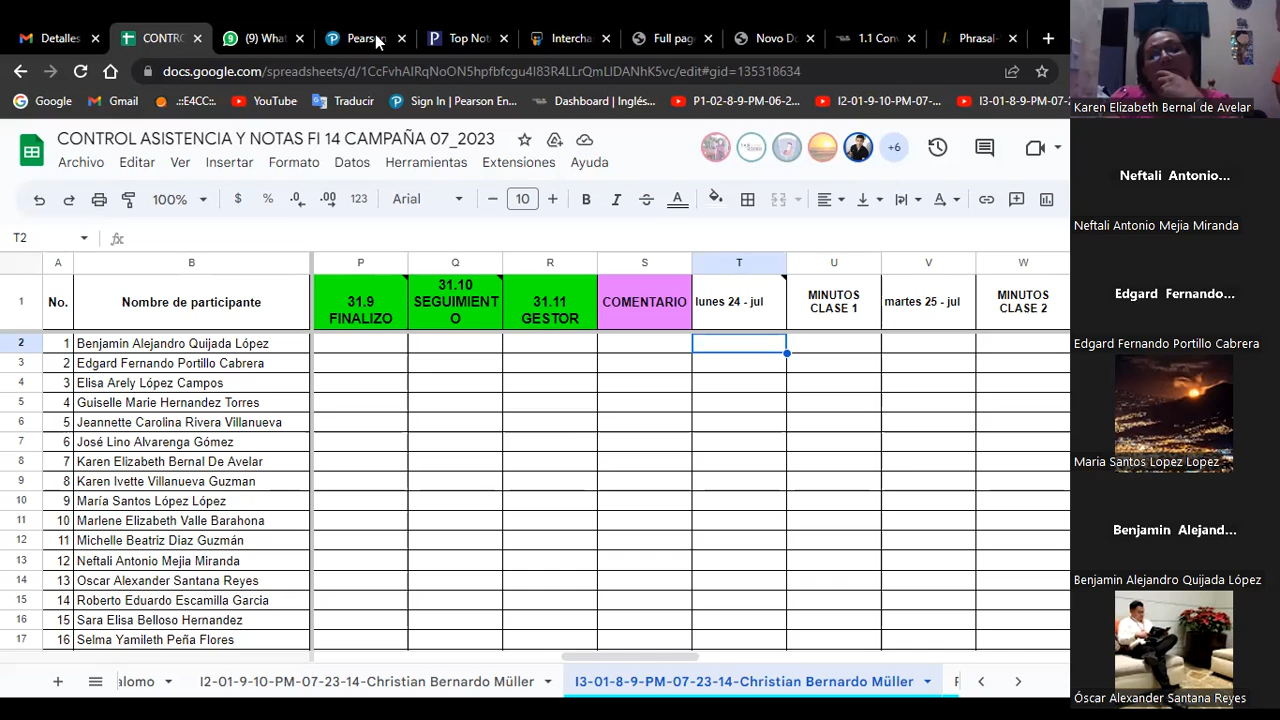 Detalles
CONTRO
(9) What
Pearson
Top Not
Intercha
Full pag
Novo D
1.1 Con
Phrasal-
docs.google.com/spreadsheets/d/1CcFvhAIRqNoON5hpfbfcgu4I83R4LLrQmLIDANhK5vc/edit#gid=135318634
Google
Gmail
.::E4CC:.
YouTube
Traducir
Sign In | Pearson En...
Dashboard | Inglés...
P1-02-8-9-PM-06-2...
I2-01-9-10-PM-07-...
I3-01-8-9-PM-07-23...
CONTROL ASISTENCIA Y NOTAS FI 14 CAMPAÑA 07_2023
+6
Archivo Editar Ver Insertar Formato Datos Herramientas Extensiones Ayuda
100% $ % .0 .00 123 Arial 10 B I A
T2 fx
A B P Q R S T U V W
1 No. Nombre de participante 31.9 FINALIZO 31.10 SEGUIMIENTO 31.11 GESTOR COMENTARIO lunes 24 - jul MINUTOS CLASE 1 martes 25 - jul MINUTOS CLASE 2
2 1 Benjamin Alejandro Quijada López
3 2 Edgard Fernando Portillo Cabrera
4 3 Elisa Arely López Campos
5 4 Guiselle Marie Hernandez Torres
6 5 Jeannette Carolina Rivera Villanueva
7 6 José Lino Alvarenga Gómez
8 7 Karen Elizabeth Bernal De Avelar
9 8 Karen Ivette Villanueva Guzman
10 9 María Santos López López
11 10 Marlene Elizabeth Valle Barahona
12 11 Michelle Beatriz Diaz Guzmán
13 12 Neftali Antonio Mejia Miranda
14 13 Oscar Alexander Santana Reyes
15 14 Roberto Eduardo Escamilla Garcia
16 15 Sara Elisa Belloso Hernandez
17 16 Selma Yamileth Peña Flores
alomo
I2-01-9-10-PM-07-23-14-Christian Bernardo Müller
I3-01-8-9-PM-07-23-14-Christian Bernardo Müller
Karen Elizabeth Bernal de Avelar
Neftali Antonio...
Neftali Antonio Mejia Miranda
Edgard Fernando...
Edgard Fernando Portillo Cabrera
Maria Santos Lopez Lopez
Benjamin Alejand...
Benjamin Alejandro Quijada López
Óscar Alexander Santana Reyes